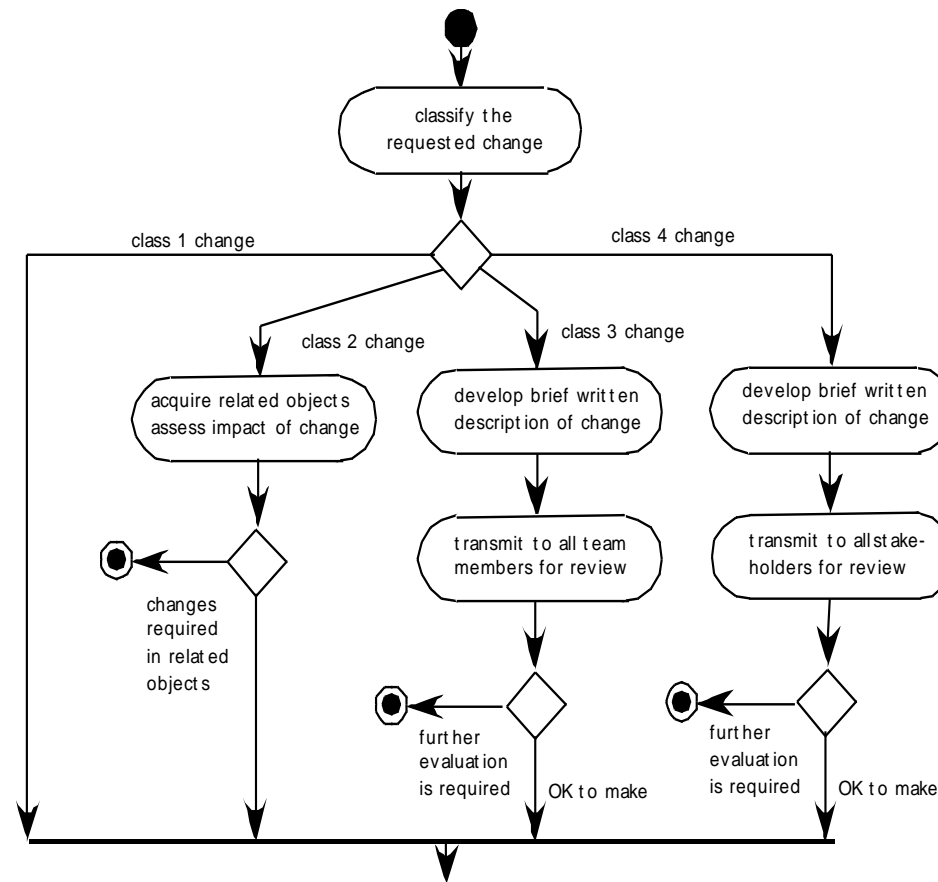 classify the
requested change
class 1 change
class 4 change
class 2 change
class 3 change
acquire related objects
assess impact of change
develop brief written
description of change
develop brief written
description of change
transmit to all team
members for review
transmit to all stake-
holders for review
changes
required
in related
objects
further
evaluation
is required
OK to make
further
evaluation
is required
OK to make